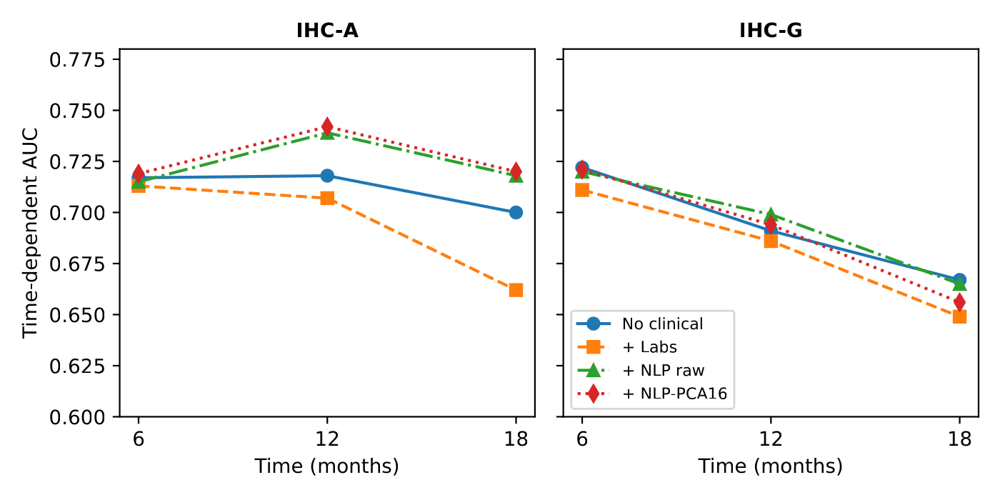 IHC-A
IHC-G
Time-dependent AUC
0.775
0.750
0.725
0.700
0.675
0.650
0.625
0.600
6
12
18
Time (months)
6
12
18
Time (months)
No clinical
+ Labs
+ NLP raw
+ NLP-PCA16